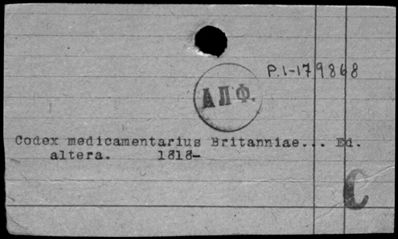 P.1-179868
АПФ.
Codex medicamentarius Britanniae... Ed.
altera. 1818-
C